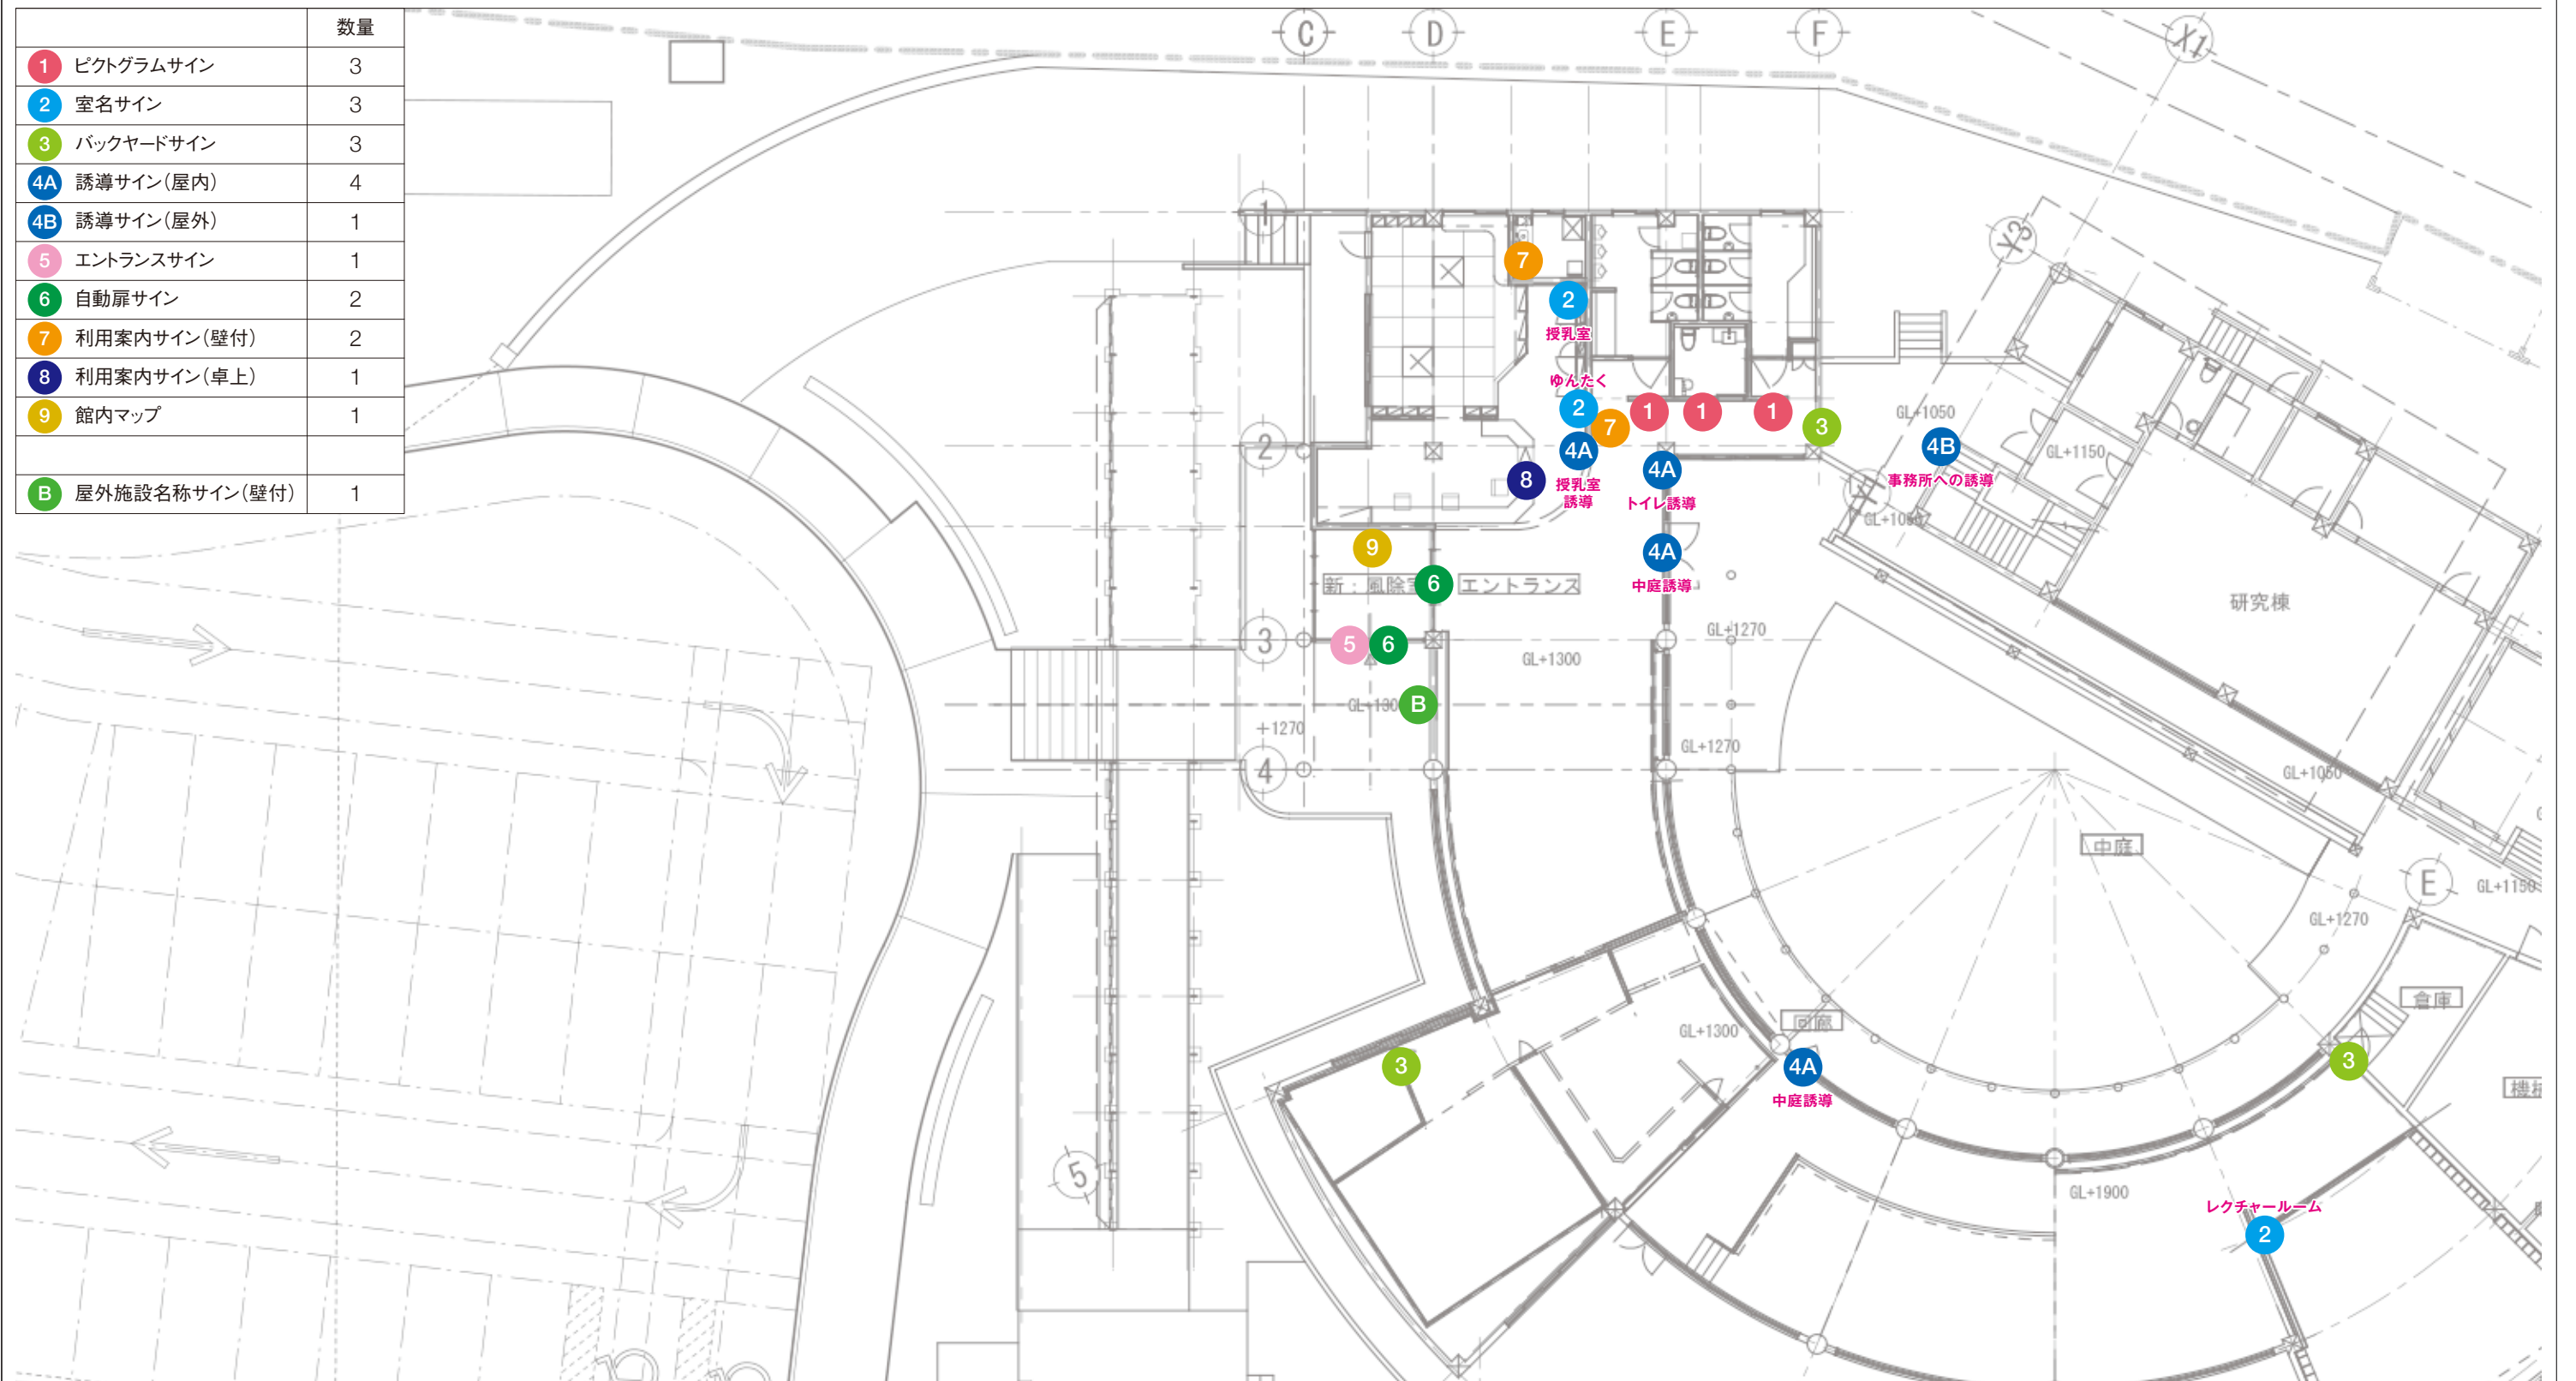 数量
1 ピクトグラムサイン 3
2 室名サイン 3
3 バックヤードサイン 3
4A 誘導サイン（屋内） 4
4B 誘導サイン（屋外） 1
5 エントランスサイン 1
6 自動扉サイン 2
7 利用案内サイン（壁付） 2
8 利用案内サイン（卓上） 1
9 館内マップ 1
B 屋外施設名称サイン（壁付） 1
C
D
E
F
X1
1
X3
7
2
授乳室
ゆんたく
2
7
1
1
1
3
GL+1050
4B
事務所への誘導
GL+1150
2
4A
授乳室
誘導
8
4A
トイレ誘導
9
4A
中庭誘導
新：風除
6
エントランス
研究棟
3
5
6
GL+1300
GL+1270
B
+1270
GL+1270
4
GL+1050
中庭
E
GL+1150
GL+1270
倉庫
GL+1300
回廊
3
4A
中庭誘導
3
5
GL+1900
レクチャールーム
2